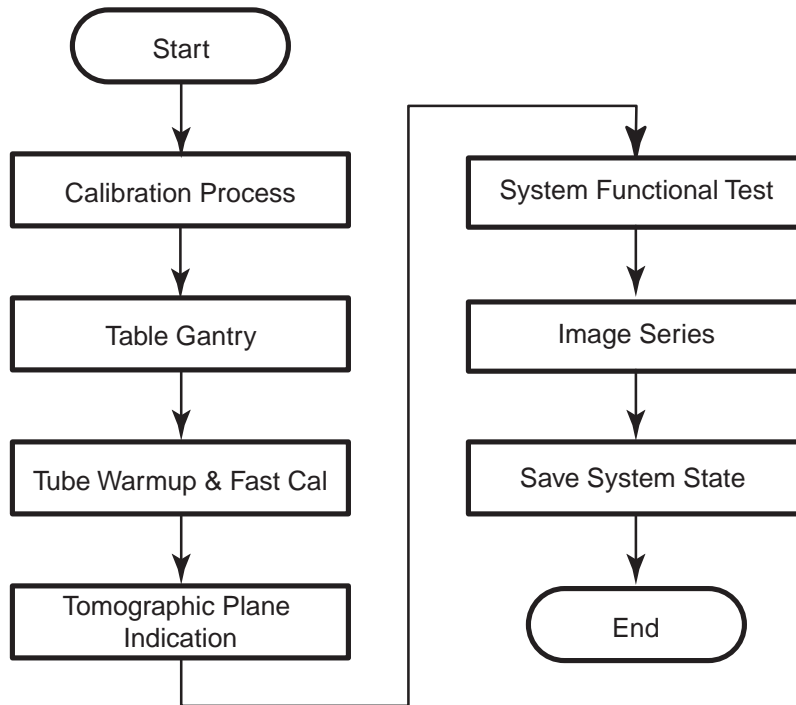 Start
Calibration Process
Table Gantry
Tube Warmup & Fast Cal
Tomographic Plane
Indication
System Functional Test
Image Series
Save System State
End